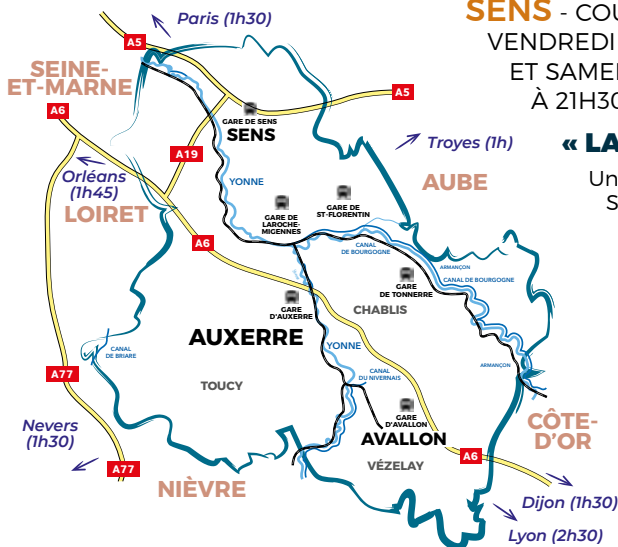 Paris (1h30)
A5
SEINE-
ET-MARNE
A6
A5
GARE DE SENS
SENS
A19
Troyes (1h)
Orléans
(1h45)
YONNE
AUBE
LOIRET
GARE DE
LAROCHE-
MIGENNES
GARE DE
ST-FLORENTIN
A6
CANAL
DE BOURGOGNE
ARMANÇON
CANAL DE BOURGOGNE
GARE
DE TONNERRE
GARE
D'AUXERRE
CHABLIS
AUXERRE
YONNE
CANAL
DE BRIARE
ARMANÇON
A77
CANAL
DU NIVERNAIS
TOUCY
Nevers
(1h30)
GARE
D'AVALLON
AVALLON
CÔTE-
D'OR
A77
A6
VÉZELAY
NIÈVRE
Dijon (1h30)
Lyon (2h30)
SENS - COU
VENDREDI
ET SAME
À 21H30
« LA
Un
S